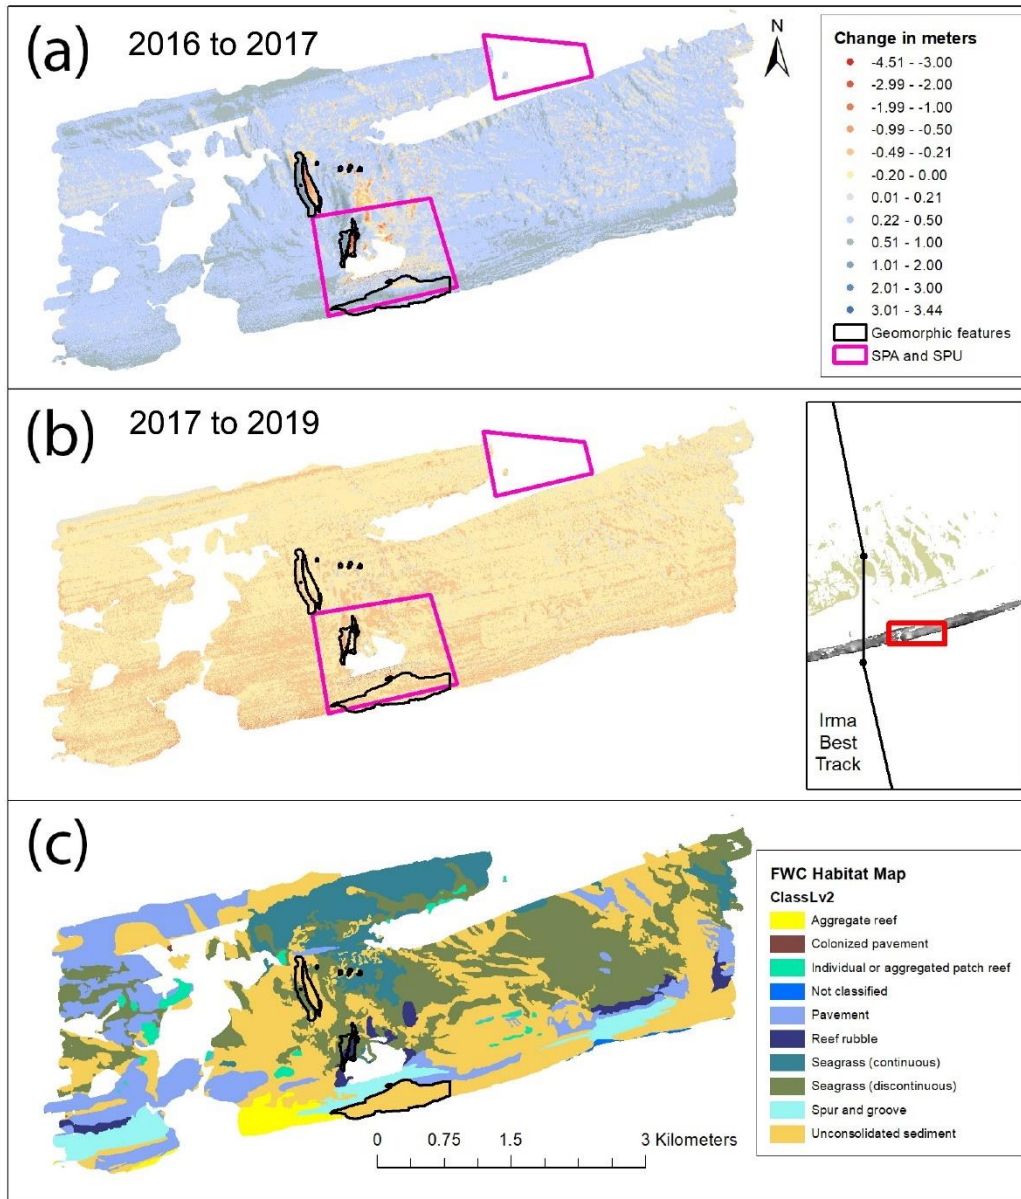 (a)
2016 to 2017
N
Change in meters
-4.51 - -3.00
-2.99 - -2.00
-1.99 - -1.00
-0.99 - -0.50
-0.49 - -0.21
-0.20 - 0.00
0.01 - 0.21
0.22 - 0.50
0.51 - 1.00
1.01 - 2.00
2.01 - 3.00
3.01 - 3.44
Geomorphic features
SPA and SPU
(b)
2017 to 2019
Irma
Best
Track
(c)
FWC Habitat Map
ClassLv2
Aggregate reef
Colonized pavement
Individual or aggregated patch reef
Not classified
Pavement
Reef rubble
Seagrass (continuous)
Seagrass (discontinuous)
Spur and groove
Unconsolidated sediment
0 0.75 1.5 3 Kilometers